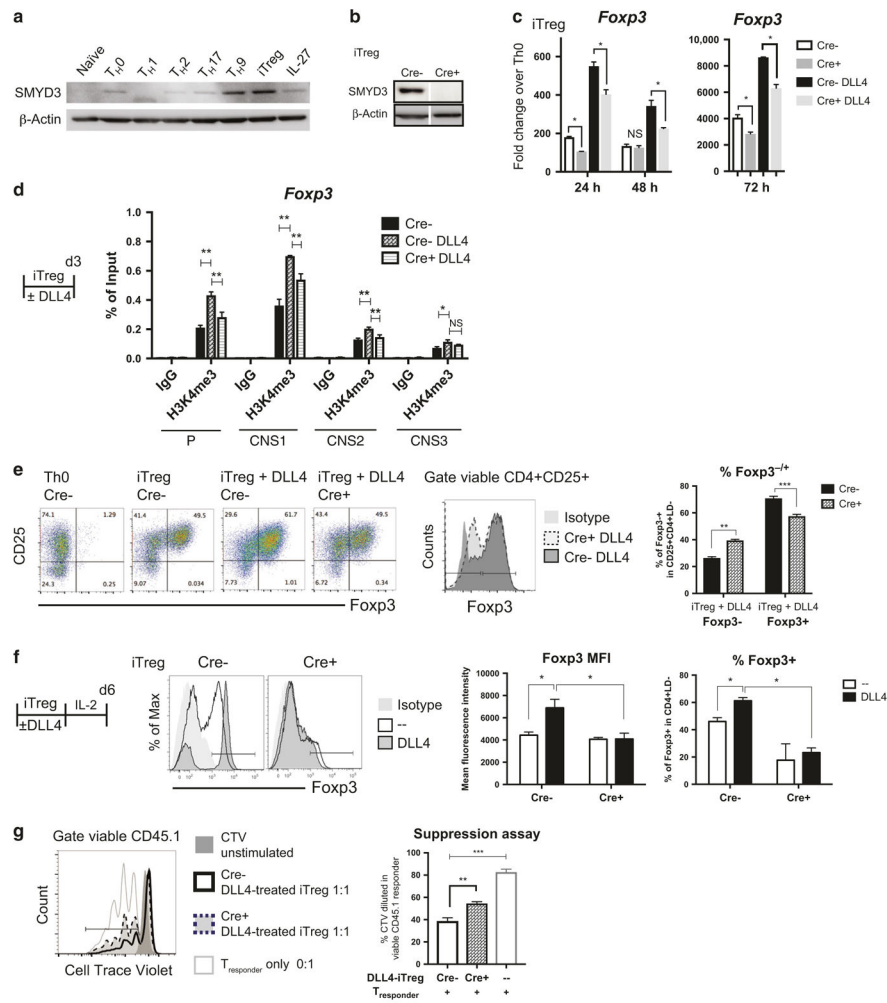 a
Naïve
TH0
TH1
TH2
TH17
TH9
iTreg
IL-27
SMYD3
β-Actin
b
iTreg
Cre- Cre+
SMYD3
β-Actin
c
iTreg
Foxp3
Foxp3
Fold change over Th0
600
400
200
0
10,000
8000
6000
4000
2000
0
*
*
NS
*
*
*
24 h 48 h
72 h
Cre-
Cre+
Cre- DLL4
Cre+ DLL4
d
iTreg
± DLL4
d3
Foxp3
% of Input
1.0
0.8
0.6
0.4
0.2
0.0
**
**
**
**
**
**
*
NS
Cre-
Cre- DLL4
Cre+ DLL4
IgG H3K4me3 IgG H3K4me3 IgG H3K4me3 IgG H3K4me3
P CNS1 CNS2 CNS3
e
Th0 iTreg iTreg + DLL4 iTreg + DLL4
Cre- Cre- Cre- Cre+
74.1 1.29 41.4 49.5 29.6 61.7 43.4 49.5
24.3 0.25 9.07 0.034 7.73 1.01 6.72 0.34
CD25
Foxp3
Gate viable CD4+CD25+
Counts
Foxp3
Isotype
Cre+ DLL4
Cre- DLL4
% Foxp3–/+
% of Foxp3-+
in CD25+CD4+LD-
80
60
40
20
0
**
***
Cre-
Cre+
iTreg + DLL4 iTreg + DLL4
Foxp3- Foxp3+
f
iTreg IL-2 d6
±DLL4
iTreg Cre- Cre+
% of Max
Foxp3
Isotype
--
DLL4
Foxp3 MFI
Mean fluorescence intensity
10000
8000
6000
4000
2000
0
*
*
Cre- Cre+
% Foxp3+
% of Foxp3+ in CD4+LD-
80
60
40
20
0
*
*
Cre- Cre+
--
DLL4
g
Gate viable CD45.1
Count
Cell Trace Violet
CTV
unstimulated
Cre-
DLL4-treated iTreg 1:1
Cre+
DLL4-treated iTreg 1:1
Tresponder only 0:1
Suppression assay
% CTV diluted in
viable CD45.1 responder
100
80
60
40
20
0
***
**
DLL4-iTreg Cre- Cre+ --
Tresponder + + +